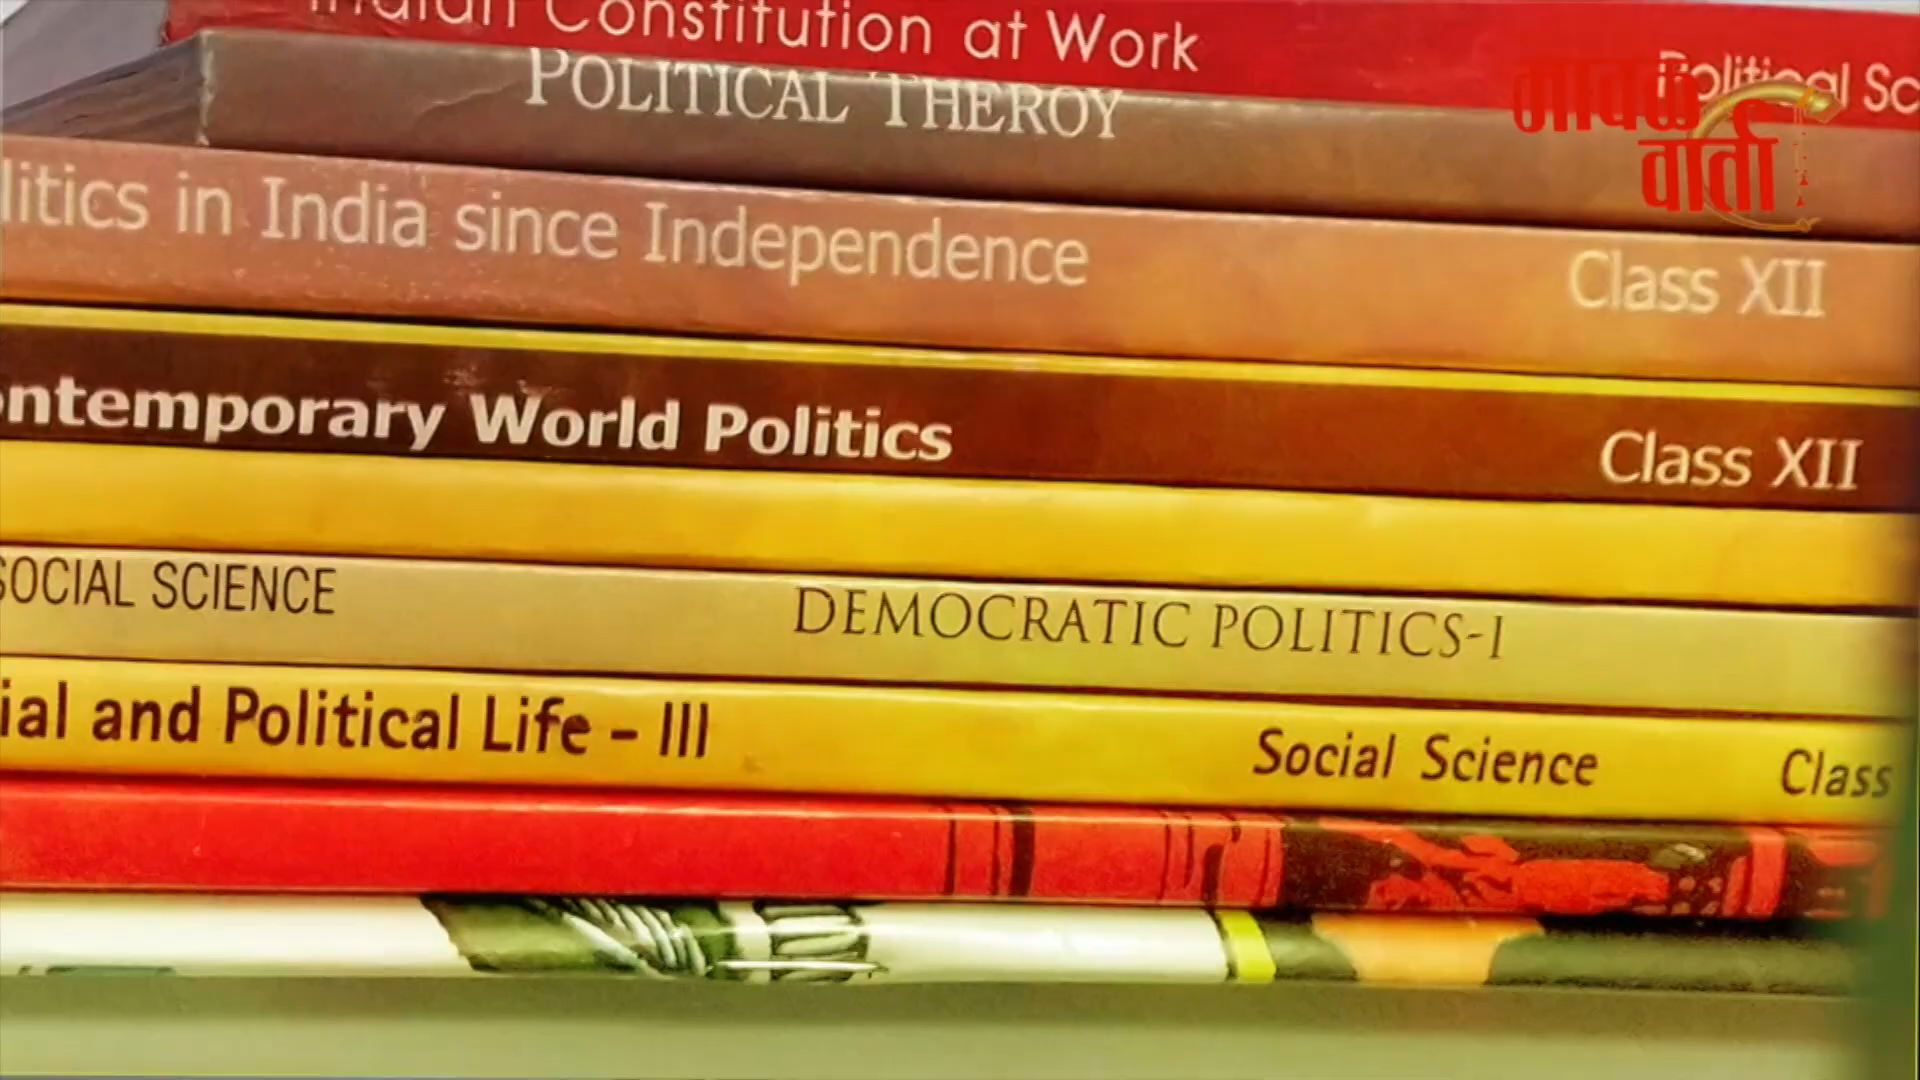 Indian Constitution at Work Political Sc
POLITICAL THEROY
litics in India since Independence Class XII
ontemporary World Politics Class XII
SOCIAL SCIENCE DEMOCRATIC POLITICS-I
ial and Political Life – III Social Science Class
वार्ता